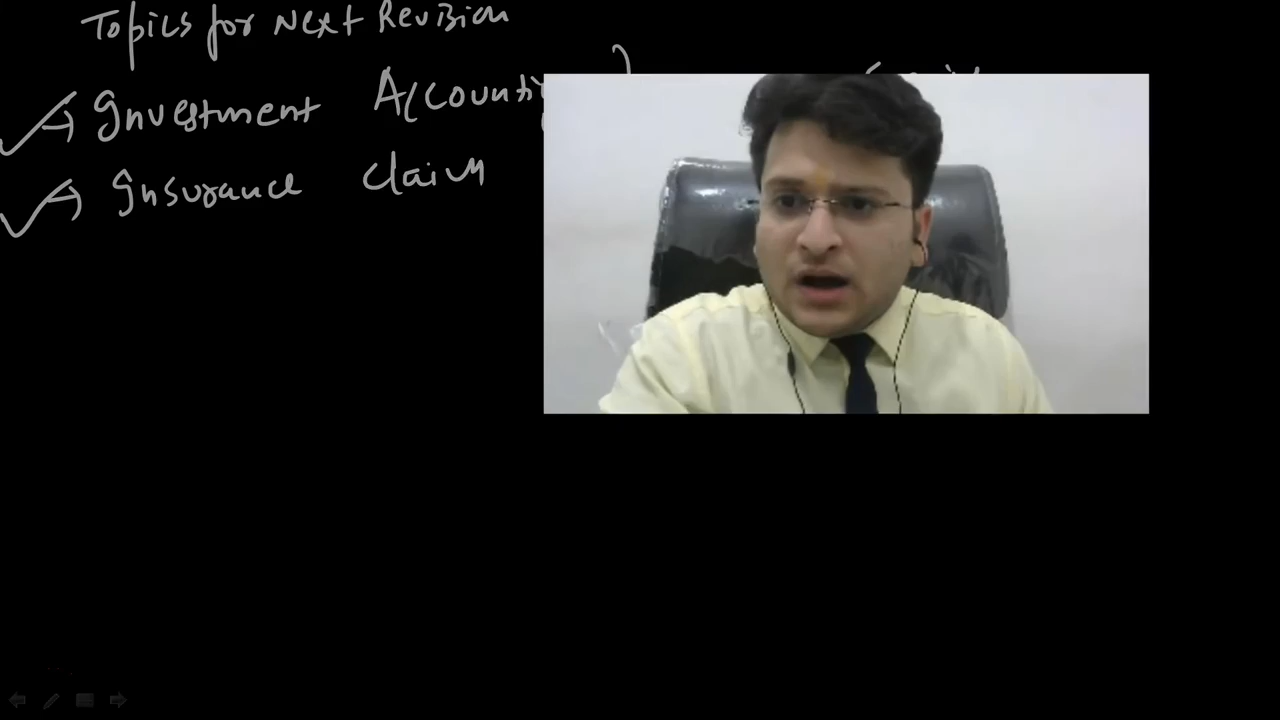 Topics for Next Revision
Investment Accounti
Insurance claim